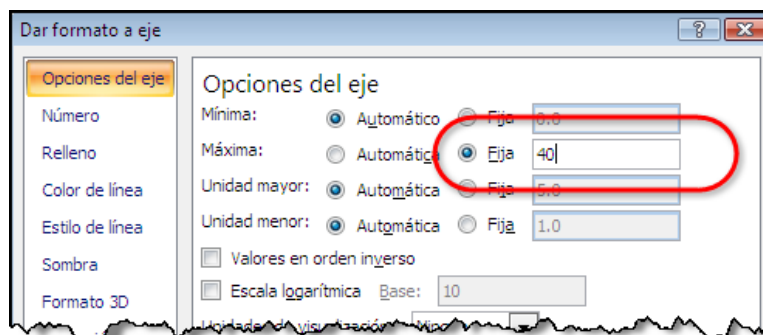 Dar formato a eje
Opciones del eje
Número
Relleno
Color de línea
Estilo de línea
Sombra
Formato 3D
Opciones del eje
Mínima: Automático Fija 0.0
Máxima: Automática Fija 40
Unidad mayor: Automática Fija 5.0
Unidad menor: Automática Fija 1.0
Valores en orden inverso
Escala logarítmica Base: 10